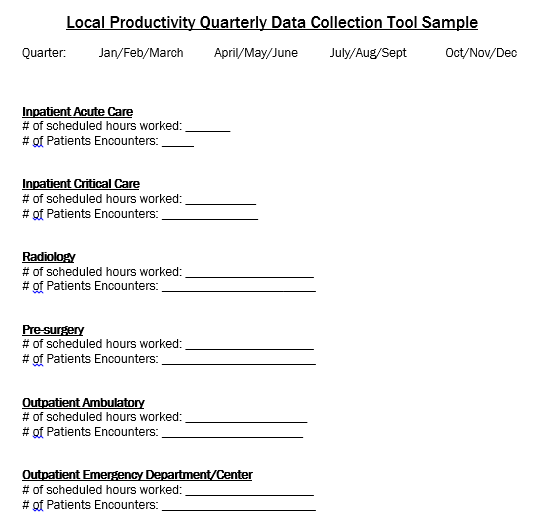 Local Productivity Quarterly Data Collection Tool Sample
Quarter: Jan/Feb/March April/May/June July/Aug/Sept Oct/Nov/Dec
Inpatient Acute Care
# of scheduled hours worked: _______
# of Patients Encounters: _____
Inpatient Critical Care
# of scheduled hours worked: ___________
# of Patients Encounters: _______________
Radiology
# of scheduled hours worked: ____________________
# of Patients Encounters: ________________________
Pre-surgery
# of scheduled hours worked: ____________________
# of Patients Encounters: ________________________
Outpatient Ambulatory
# of scheduled hours worked: ___________________
# of Patients Encounters: ______________________
Outpatient Emergency Department/Center
# of scheduled hours worked: ____________________
# of Patients Encounters: ________________________